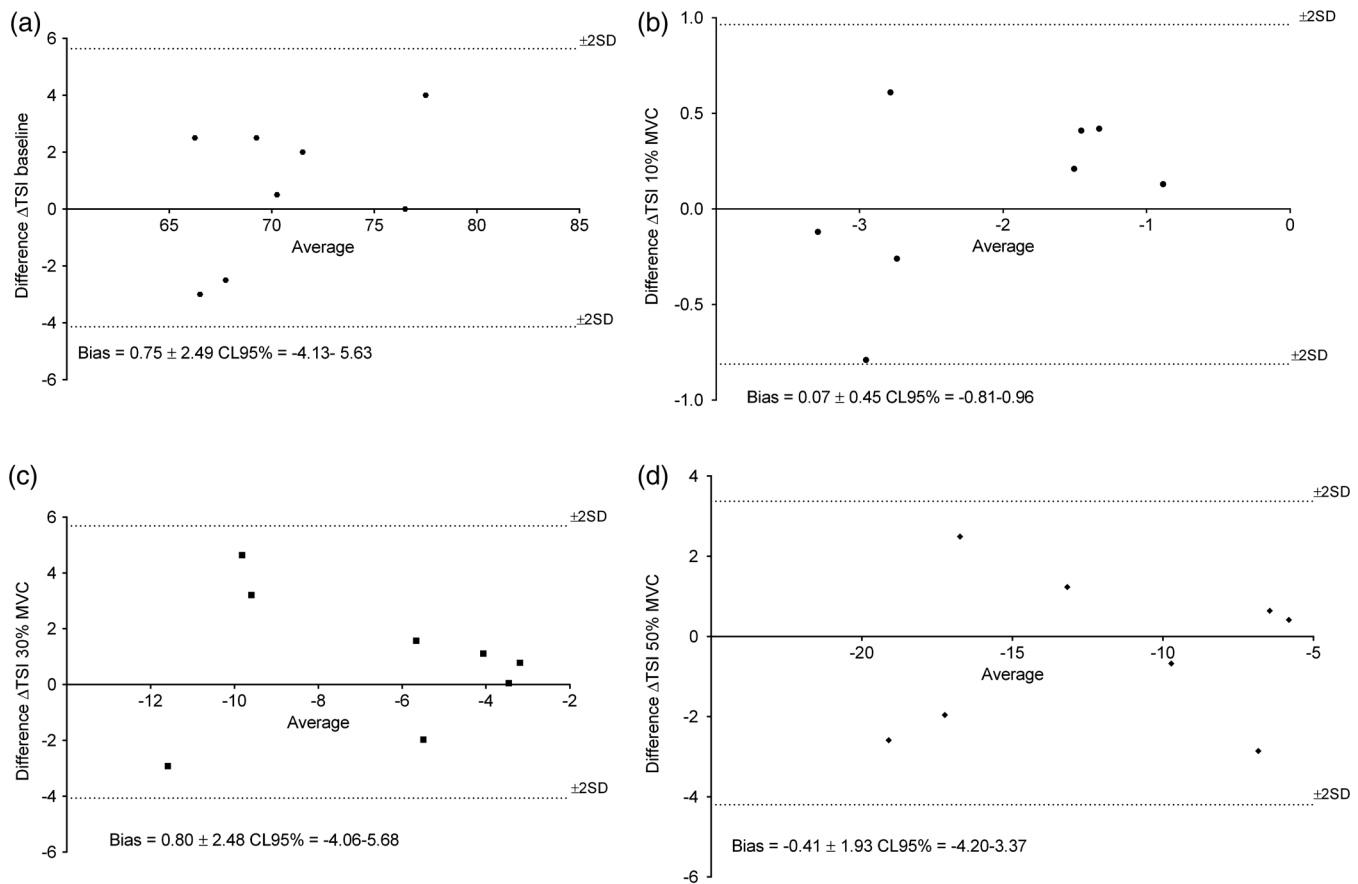 (a)
6
4
2
0
-2
-4
-6
Difference ΔTSI baseline
65 70 75 80 85
Average
±2SD
±2SD
Bias = 0.75 ± 2.49 CL95% = -4.13- 5.63
(b)
1.0
0.5
0.0
-0.5
-1.0
Difference ΔTSI 10% MVC
-3 -2 -1 0
Average
±2SD
±2SD
Bias = 0.07 ± 0.45 CL95% = -0.81-0.96
(c)
6
4
2
0
-2
-4
-6
Difference ΔTSI 30% MVC
-12 -10 -8 -6 -4 -2
Average
±2SD
±2SD
Bias = 0.80 ± 2.48 CL95% = -4.06-5.68
(d)
4
2
0
-2
-4
-6
Difference ΔTSI 50% MVC
-20 -15 -10 -5
Average
±2SD
±2SD
Bias = -0.41 ± 1.93 CL95% = -4.20-3.37